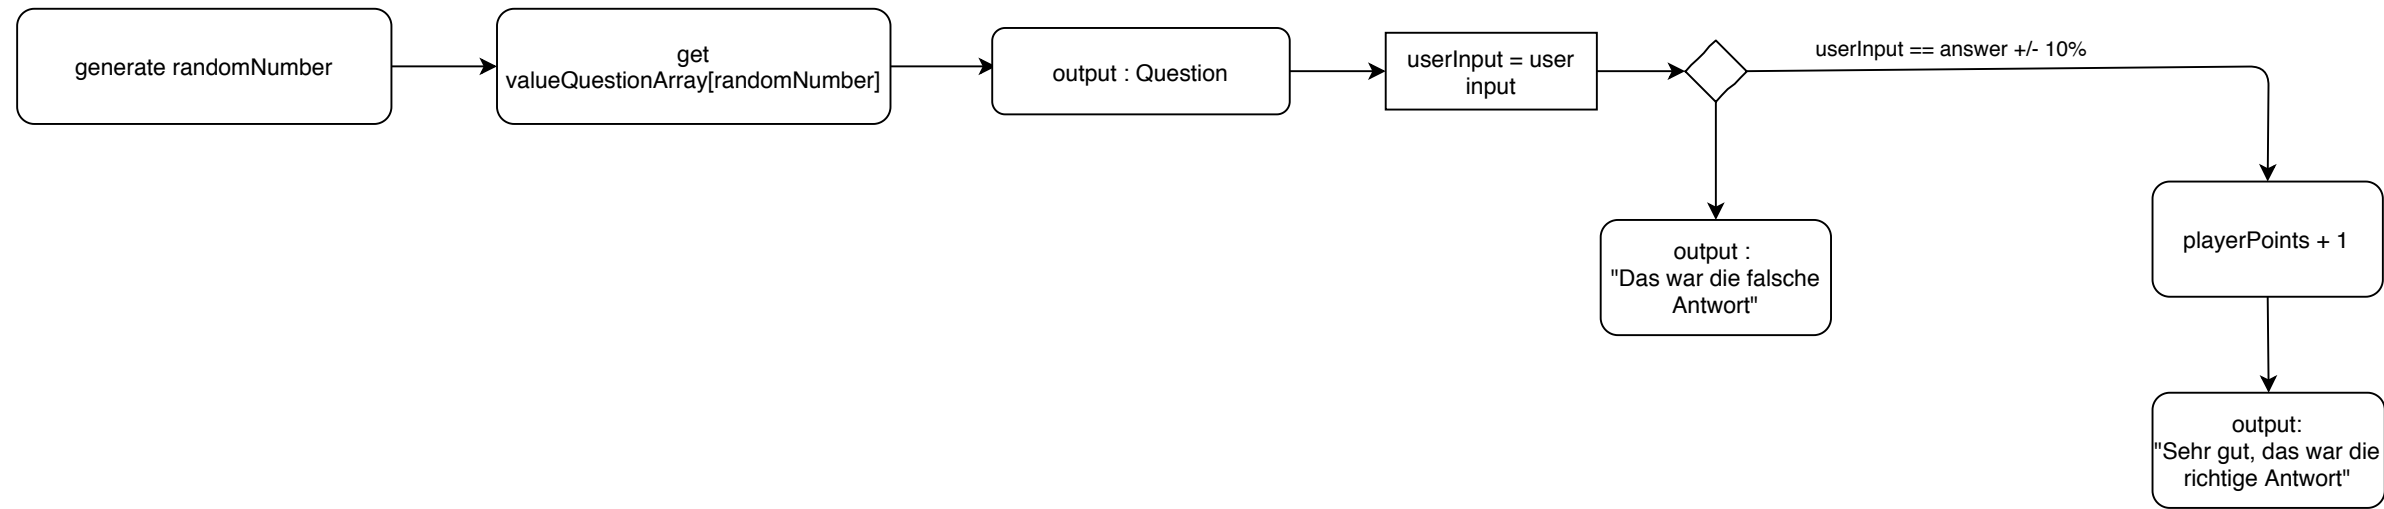 generate randomNumber
get
valueQuestionArray[randomNumber]
output : Question
userInput = user
input
userInput == answer +/- 10%
output :
"Das war die falsche
Antwort"
playerPoints + 1
output:
"Sehr gut, das war die
richtige Antwort"